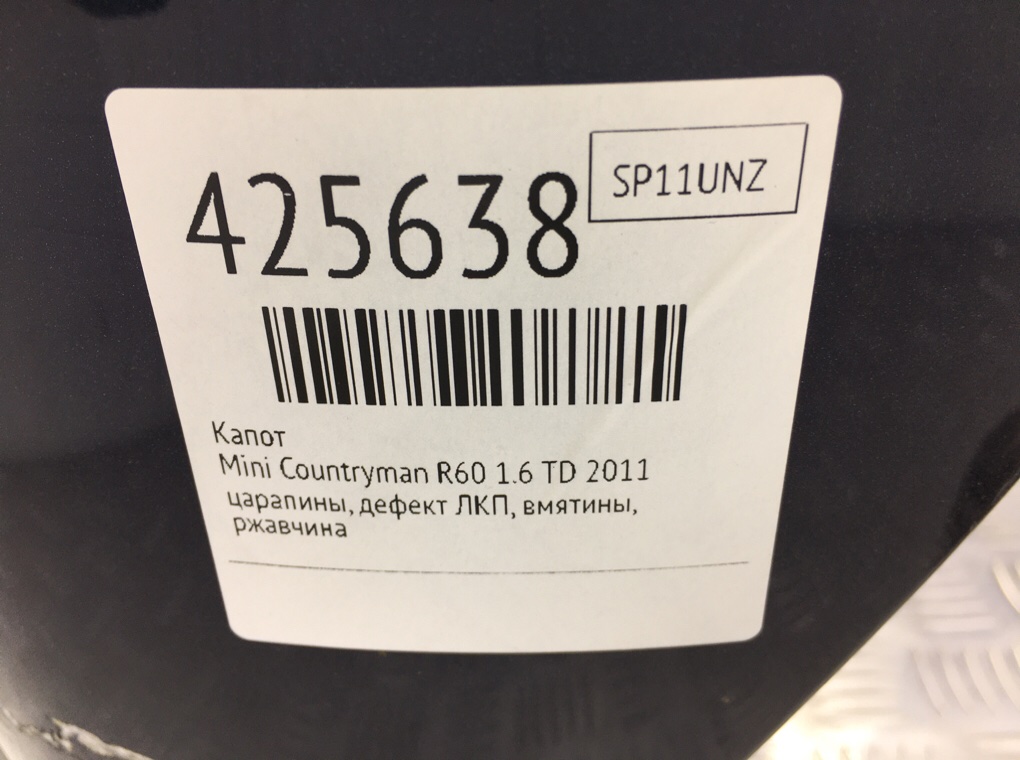 425638
SP11UNZ
Капот
Mini Countryman R60 1.6 TD 2011
царапины, дефект ЛКП, вмятины,
ржавчина